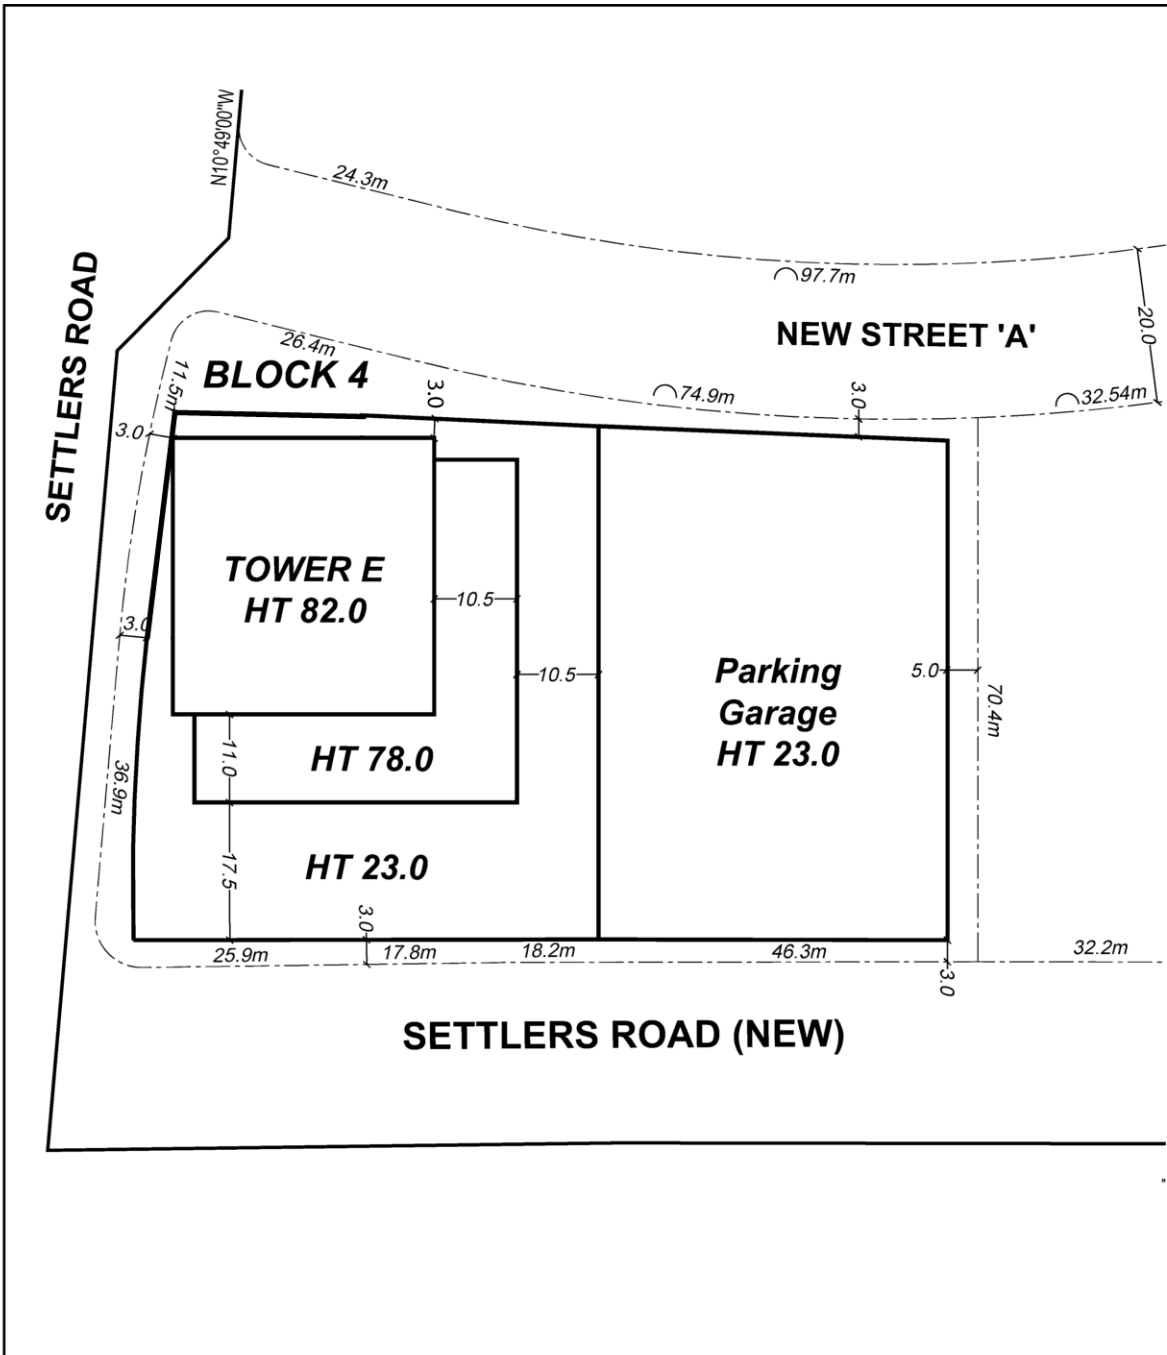 N10°49'00"W
24.3m
97.7m
SETTLERS ROAD
NEW STREET 'A'
20.0
26.4m
BLOCK 4
11.5m
3.0
74.9m
3.0
32.54m
3.0
TOWER E
HT 82.0
10.5
3.0
10.5
Parking
Garage
HT 23.0
5.0
70.4m
11.0
HT 78.0
36.9m
17.5
HT 23.0
3.0
25.9m
17.8m
18.2m
46.3m
32.2m
3.0
SETTLERS ROAD (NEW)